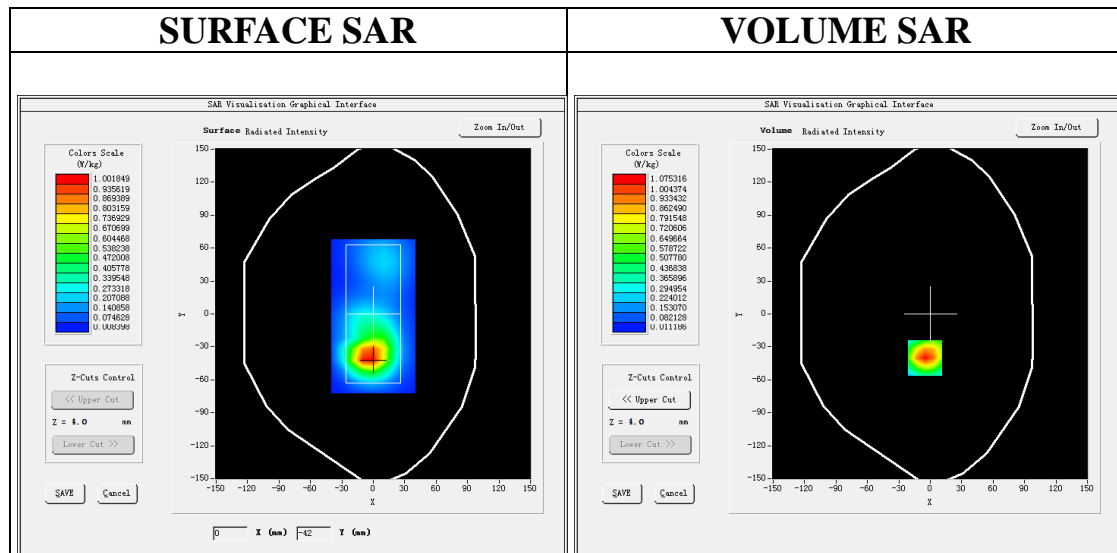 SURFACE SAR
VOLUME SAR
SAR Visualisation Graphical Interface
Surface Radiated Intensity
Zoom In/Out
Colors Scale
(W/kg)
1.001849
0.935619
0.869389
0.803159
0.736929
0.670699
0.604468
0.538238
0.472008
0.405778
0.339548
0.273318
0.207088
0.140858
0.074628
0.008398
150
120
90
60
30
0
-30
-60
-90
-120
-150
Y
-150 -120 -90 -60 -30 0 30 60 90 120 150
X
Z-Cuts Control
<< Upper Cut
Z = 4.0 mm
Lower Cut >>
SAVE Cancel
0 X (mm) -42 Y (mm)
SAR Visualisation Graphical Interface
Volume Radiated Intensity
Zoom In/Out
Colors Scale
(W/kg)
1.075316
1.004374
0.933432
0.862490
0.791548
0.720606
0.649664
0.578722
0.507780
0.436838
0.365896
0.294954
0.224012
0.153070
0.082128
0.011186
150
120
90
60
30
0
-30
-60
-90
-120
-150
Y
-150 -120 -90 -60 -30 0 30 60 90 120 150
X
Z-Cuts Control
<< Upper Cut
Z = 4.0 mm
Lower Cut >>
SAVE Cancel